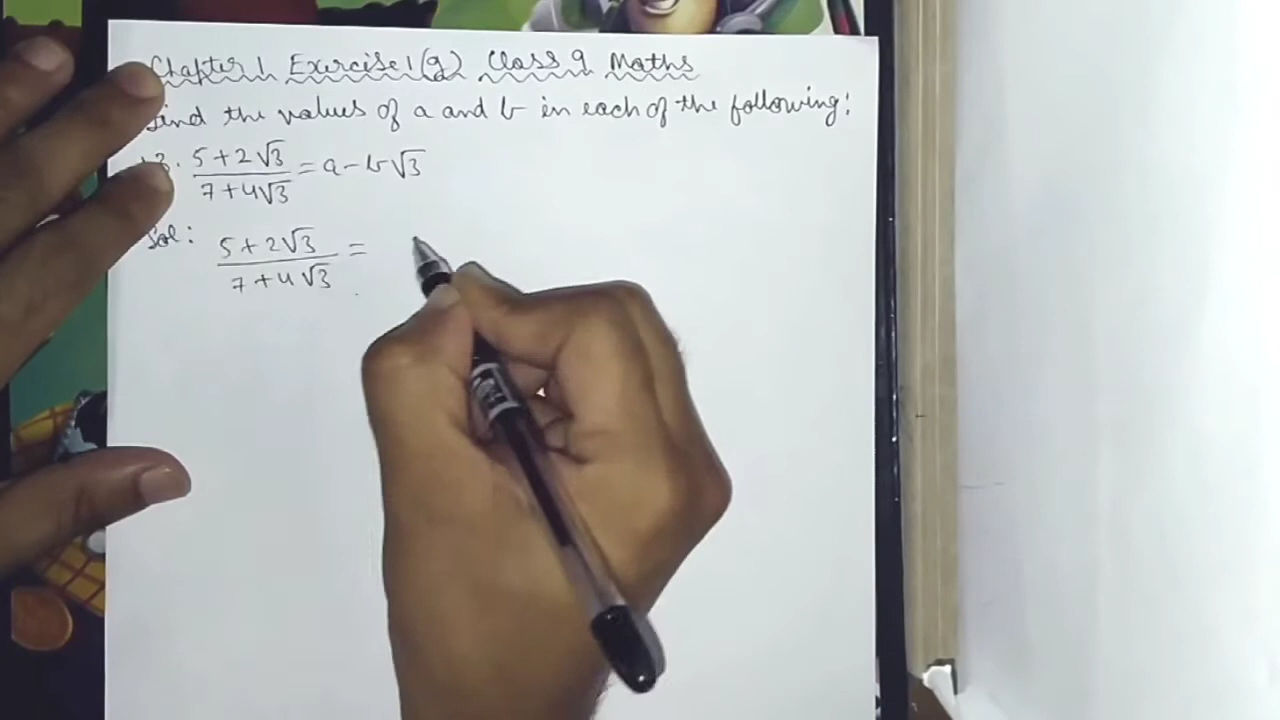 Chapter 1 Exercise 1(g) Class 9 Maths
Find the values of a and b in each of the following:
13. (5+2√3)/(7+4√3) = a-b√3
Sol: (5+2√3)/(7+4√3) =